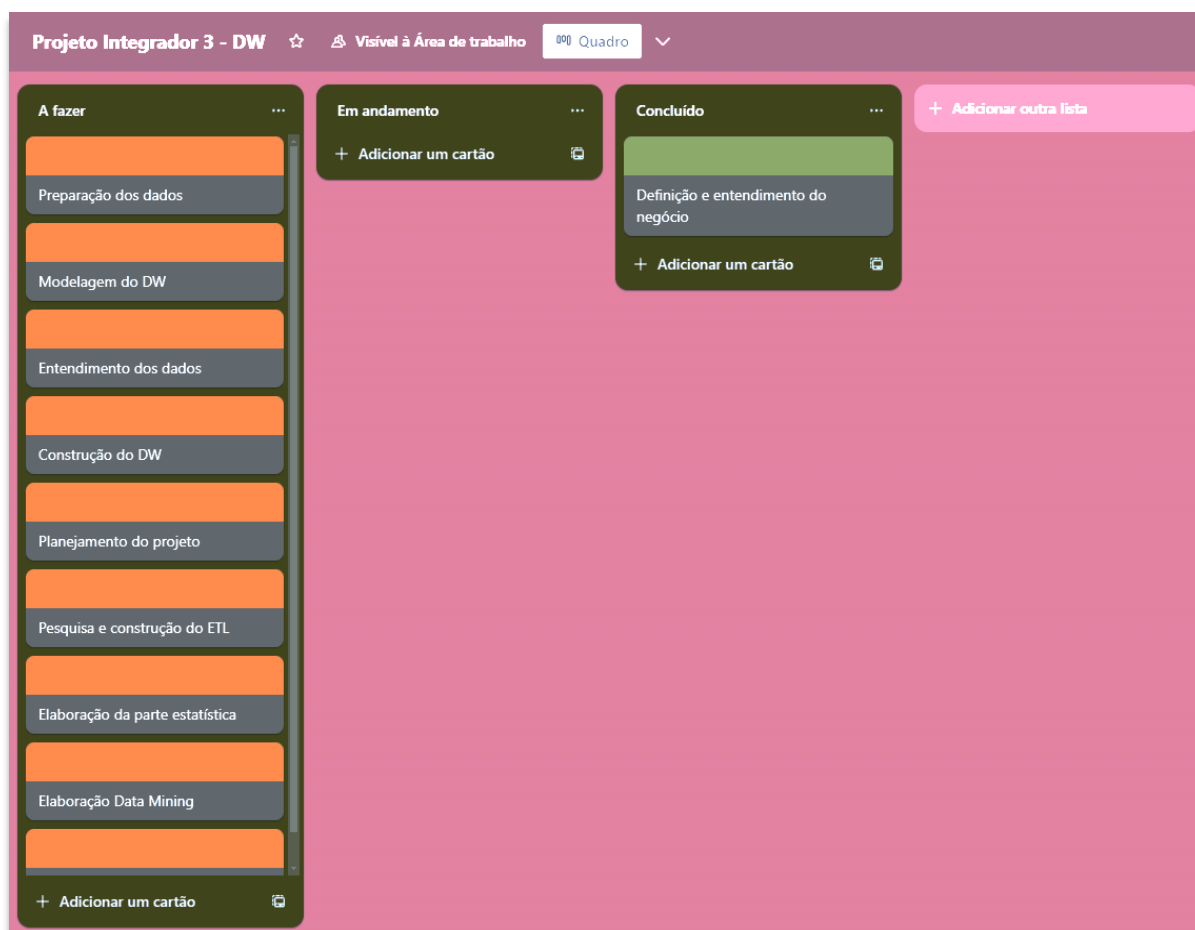 Projeto Integrador 3 - DW
Visível à Área de trabalho
Quadro
A fazer
Preparação dos dados
Modelagem do DW
Entendimento dos dados
Construção do DW
Planejamento do projeto
Pesquisa e construção do ETL
Elaboração da parte estatística
Elaboração Data Mining
+ Adicionar um cartão
Em andamento
+ Adicionar um cartão
Concluído
Definição e entendimento do
negócio
+ Adicionar um cartão
+ Adicionar outra lista